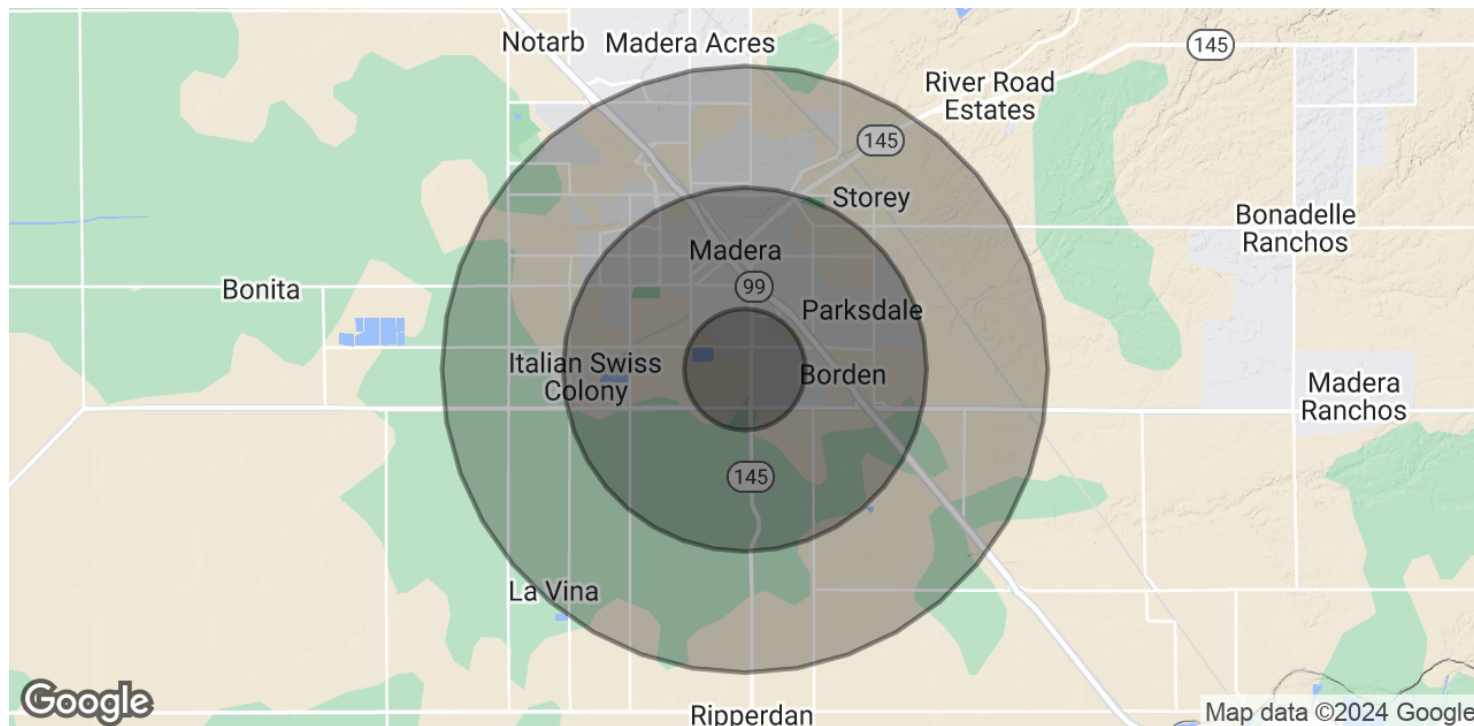 Notarb
Madera Acres
145
River Road
Estates
145
Storey
Bonadelle
Ranchos
Madera
Bonita
99
Parksdale
Italian Swiss
Colony
Borden
Madera
Ranchos
145
La Vina
Google
Ripperdan
Map data ©2024 Google